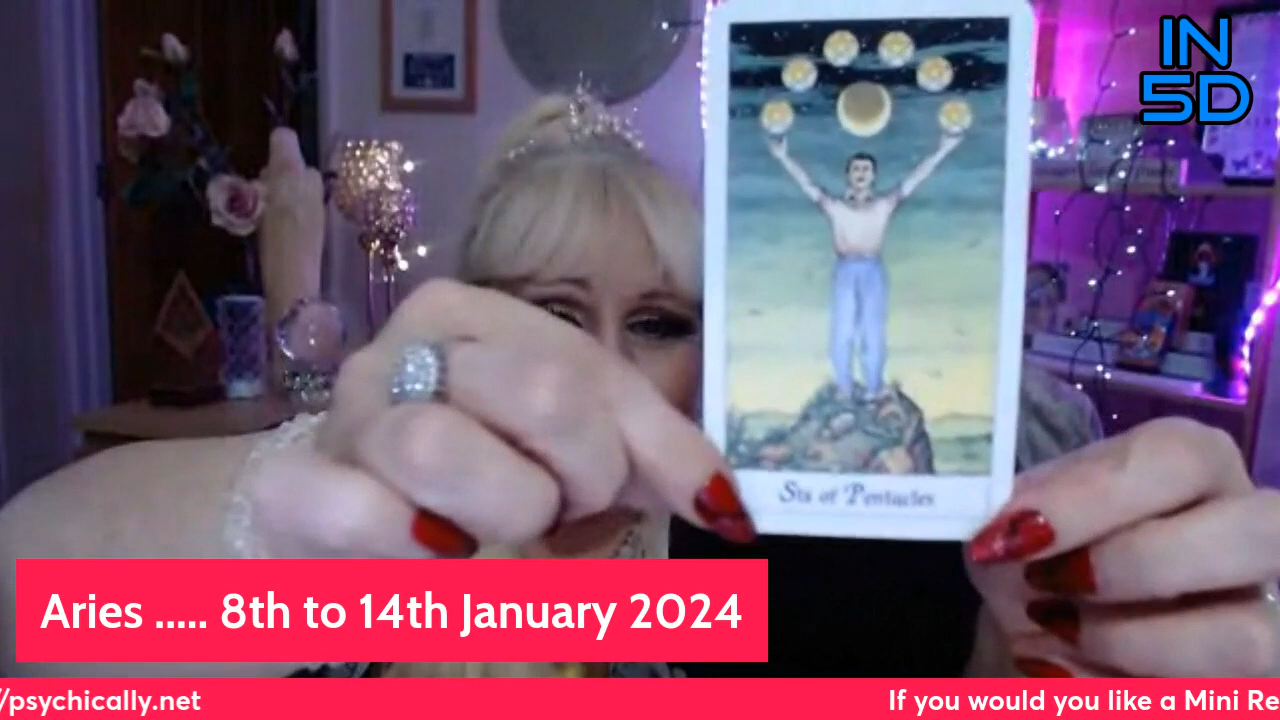 IN
5D
Six of Pentacles
Aries ..... 8th to 14th January 2024
//psychically.net
If you would you like a Mini Re